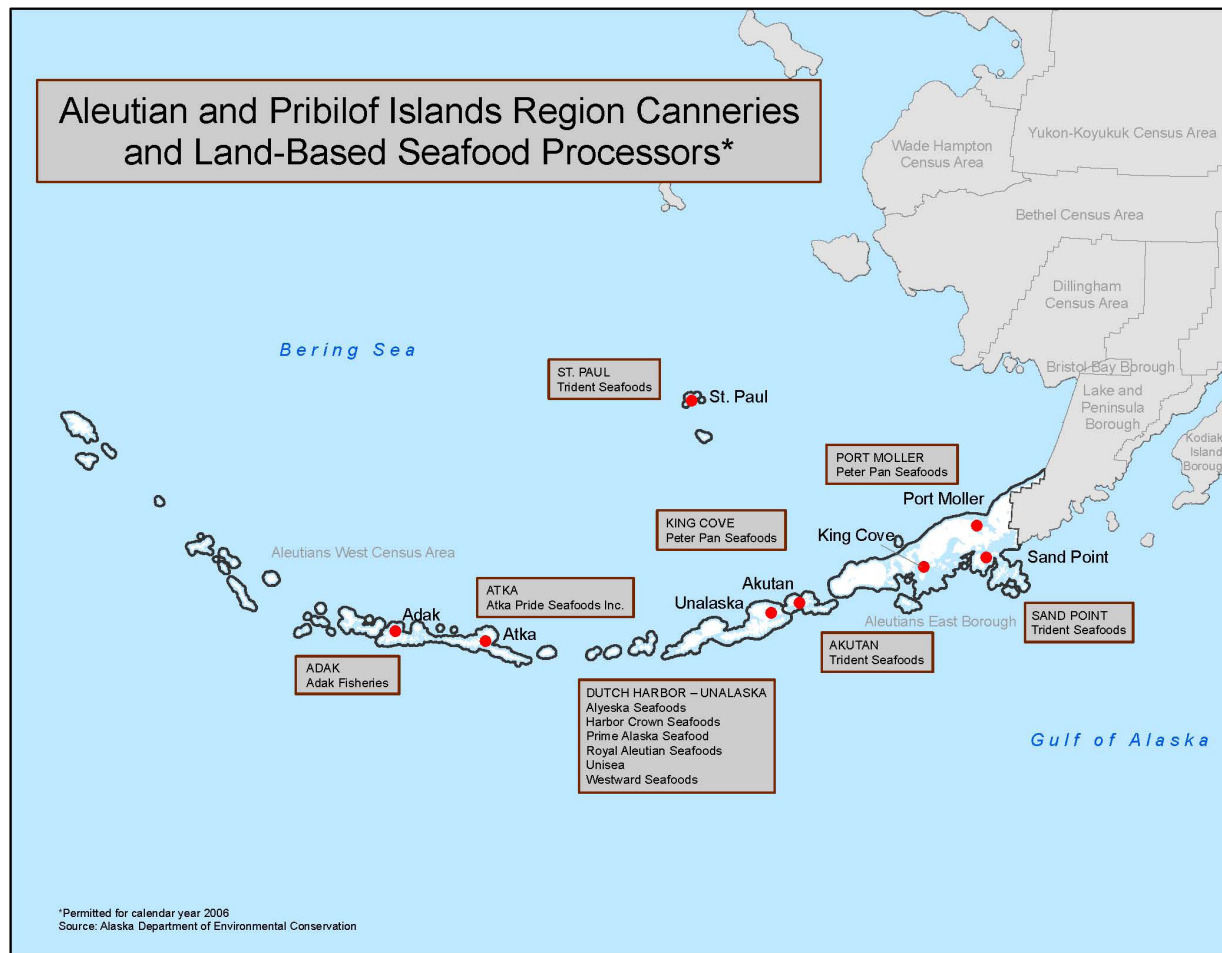 Aleutian and Pribilof Islands Region Canneries
and Land-Based Seafood Processors*
Wade Hampton
Census Area
Yukon-Koyukuk Census Area
Bethel Census Area
Dillingham
Census Area
Bristol Bay Borough
Lake and
Peninsula
Borough
Kodiak
Island
Borough
Bering Sea
ST. PAUL
Trident Seafoods
St. Paul
PORT MOLLER
Peter Pan Seafoods
Port Moller
KING COVE
Peter Pan Seafoods
King Cove
Sand Point
Aleutians West Census Area
ATKA
Atka Pride Seafoods Inc.
Akutan
Unalaska
Adak
Atka
Aleutians East Borough
SAND POINT
Trident Seafoods
AKUTAN
Trident Seafoods
ADAK
Adak Fisheries
DUTCH HARBOR – UNALASKA
Alyeska Seafoods
Harbor Crown Seafoods
Prime Alaska Seafood
Royal Aleutian Seafoods
Unisea
Westward Seafoods
Gulf of Alaska
*Permitted for calendar year 2006
Source: Alaska Department of Environmental Conservation